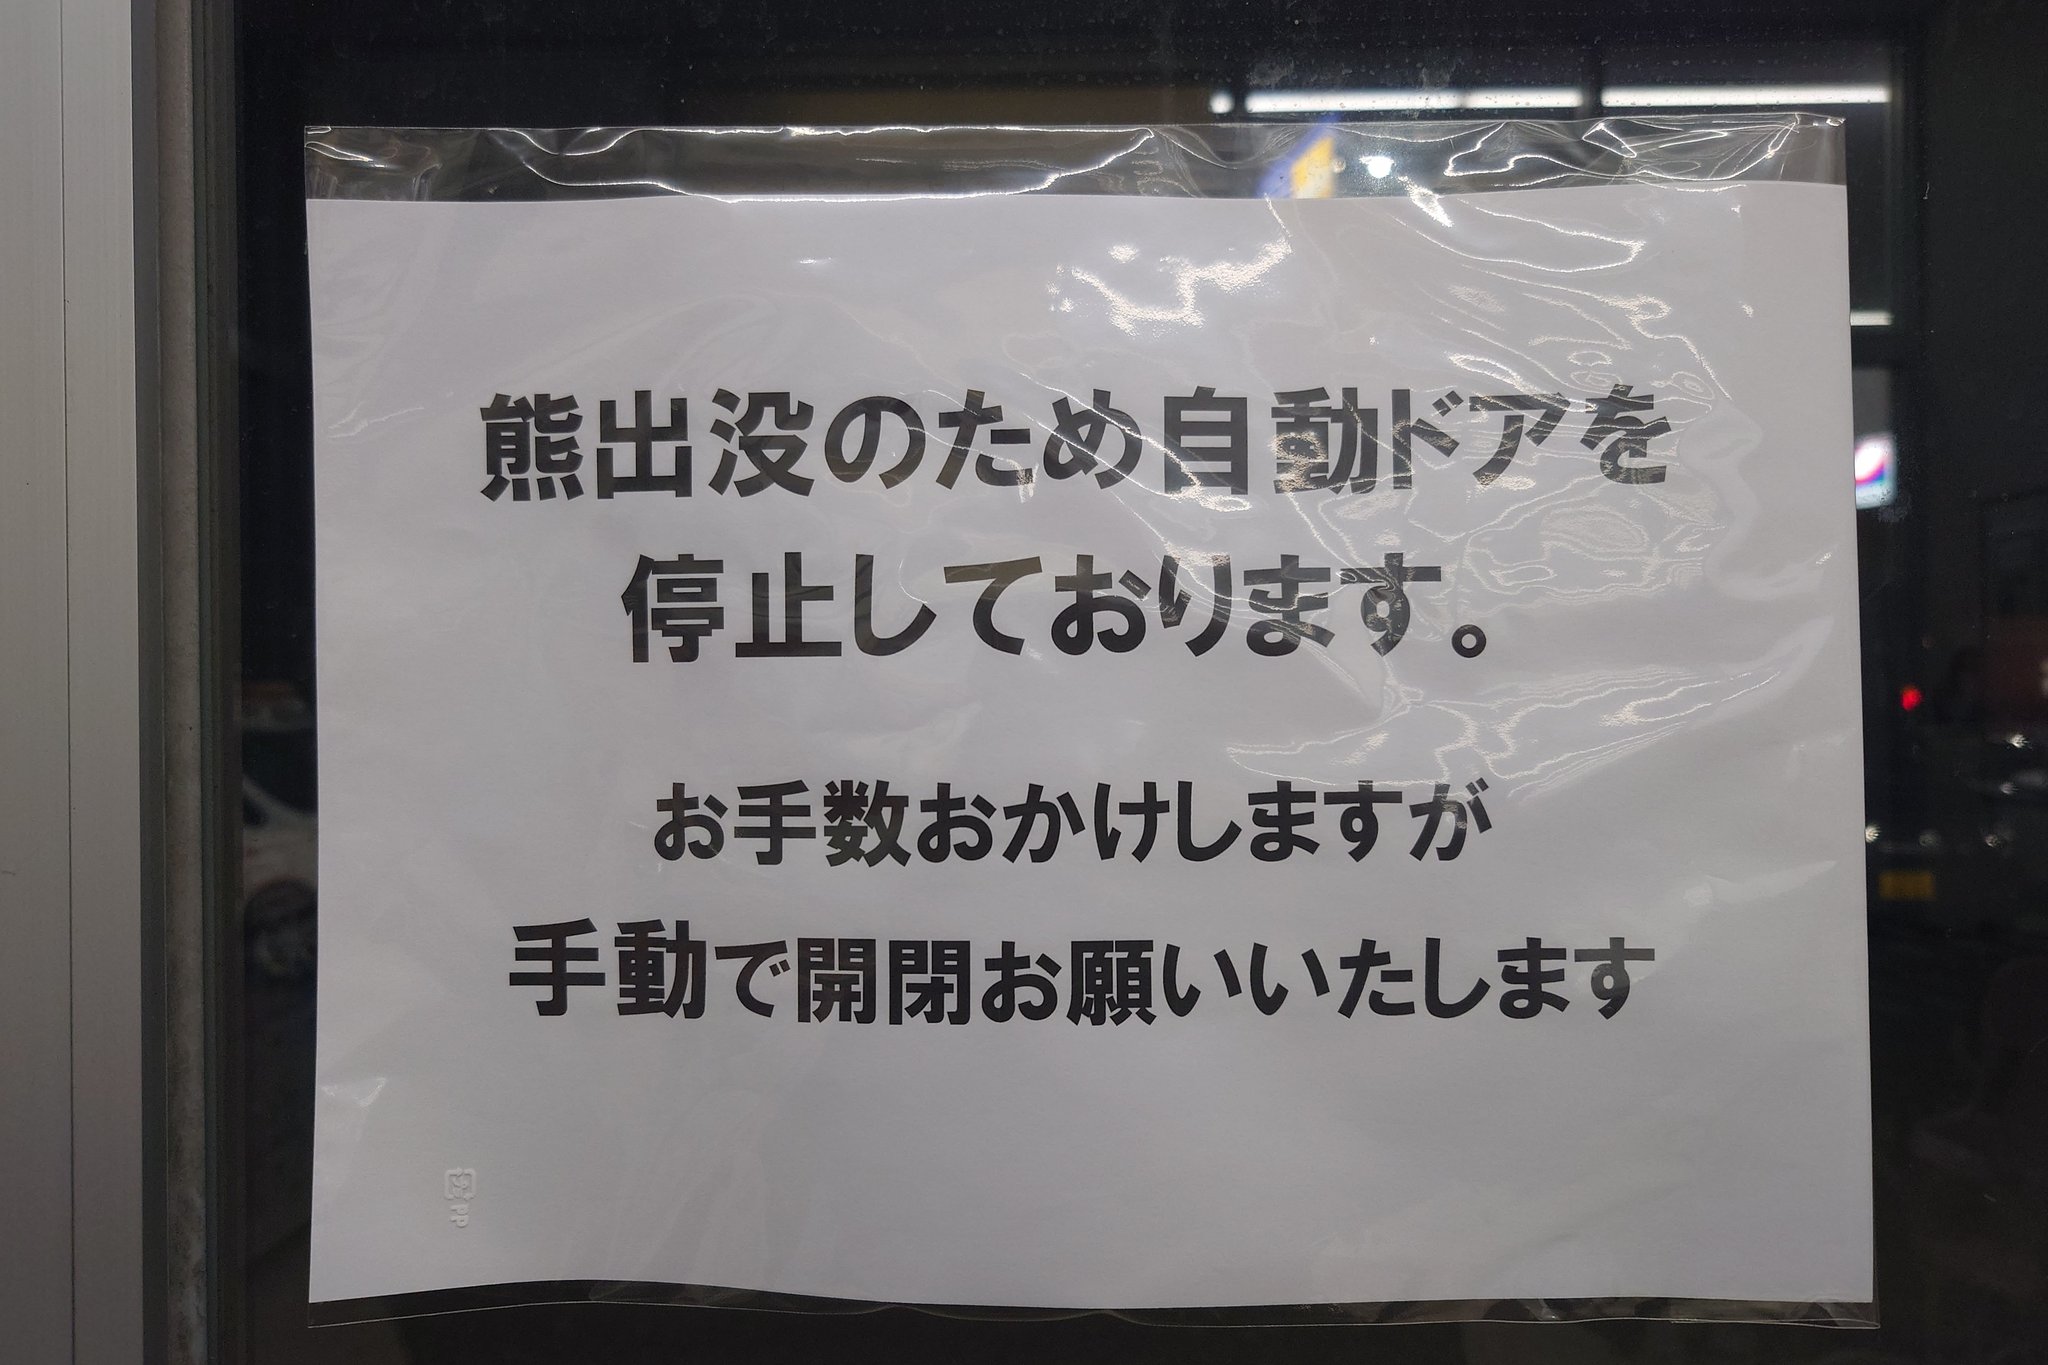 熊出没のため自動ドアを
停止しております。
お手数おかけしますが
手動で開閉お願いいたします
PP